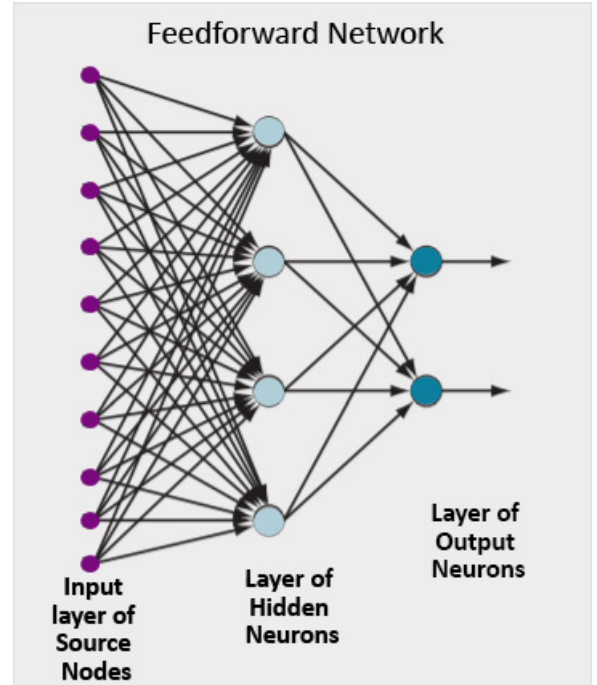 Feedforward Network
Input
layer of
Source
Nodes
Layer of
Hidden
Neurons
Layer of
Output
Neurons